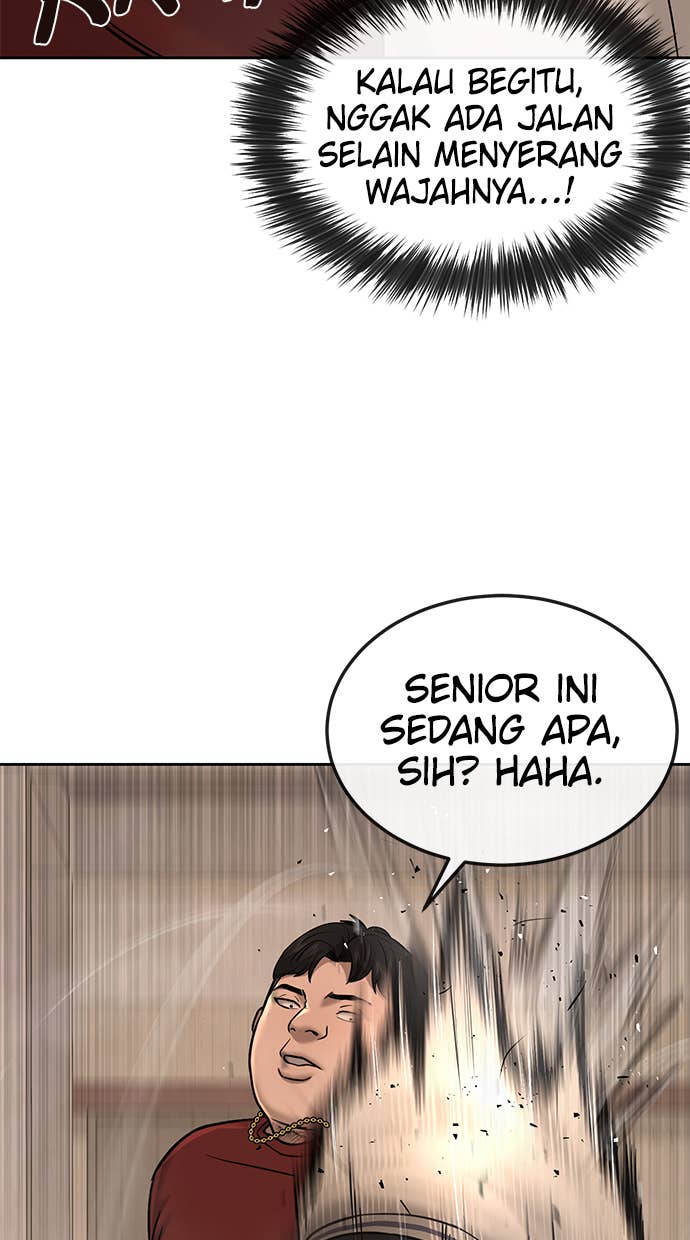 KALAU BEGITU,
NGGAK ADA JALAN
SELAIN MENYERANG
WAJAHNYA...!
SENIOR INI
SEDANG APA,
SIH? HAHA.